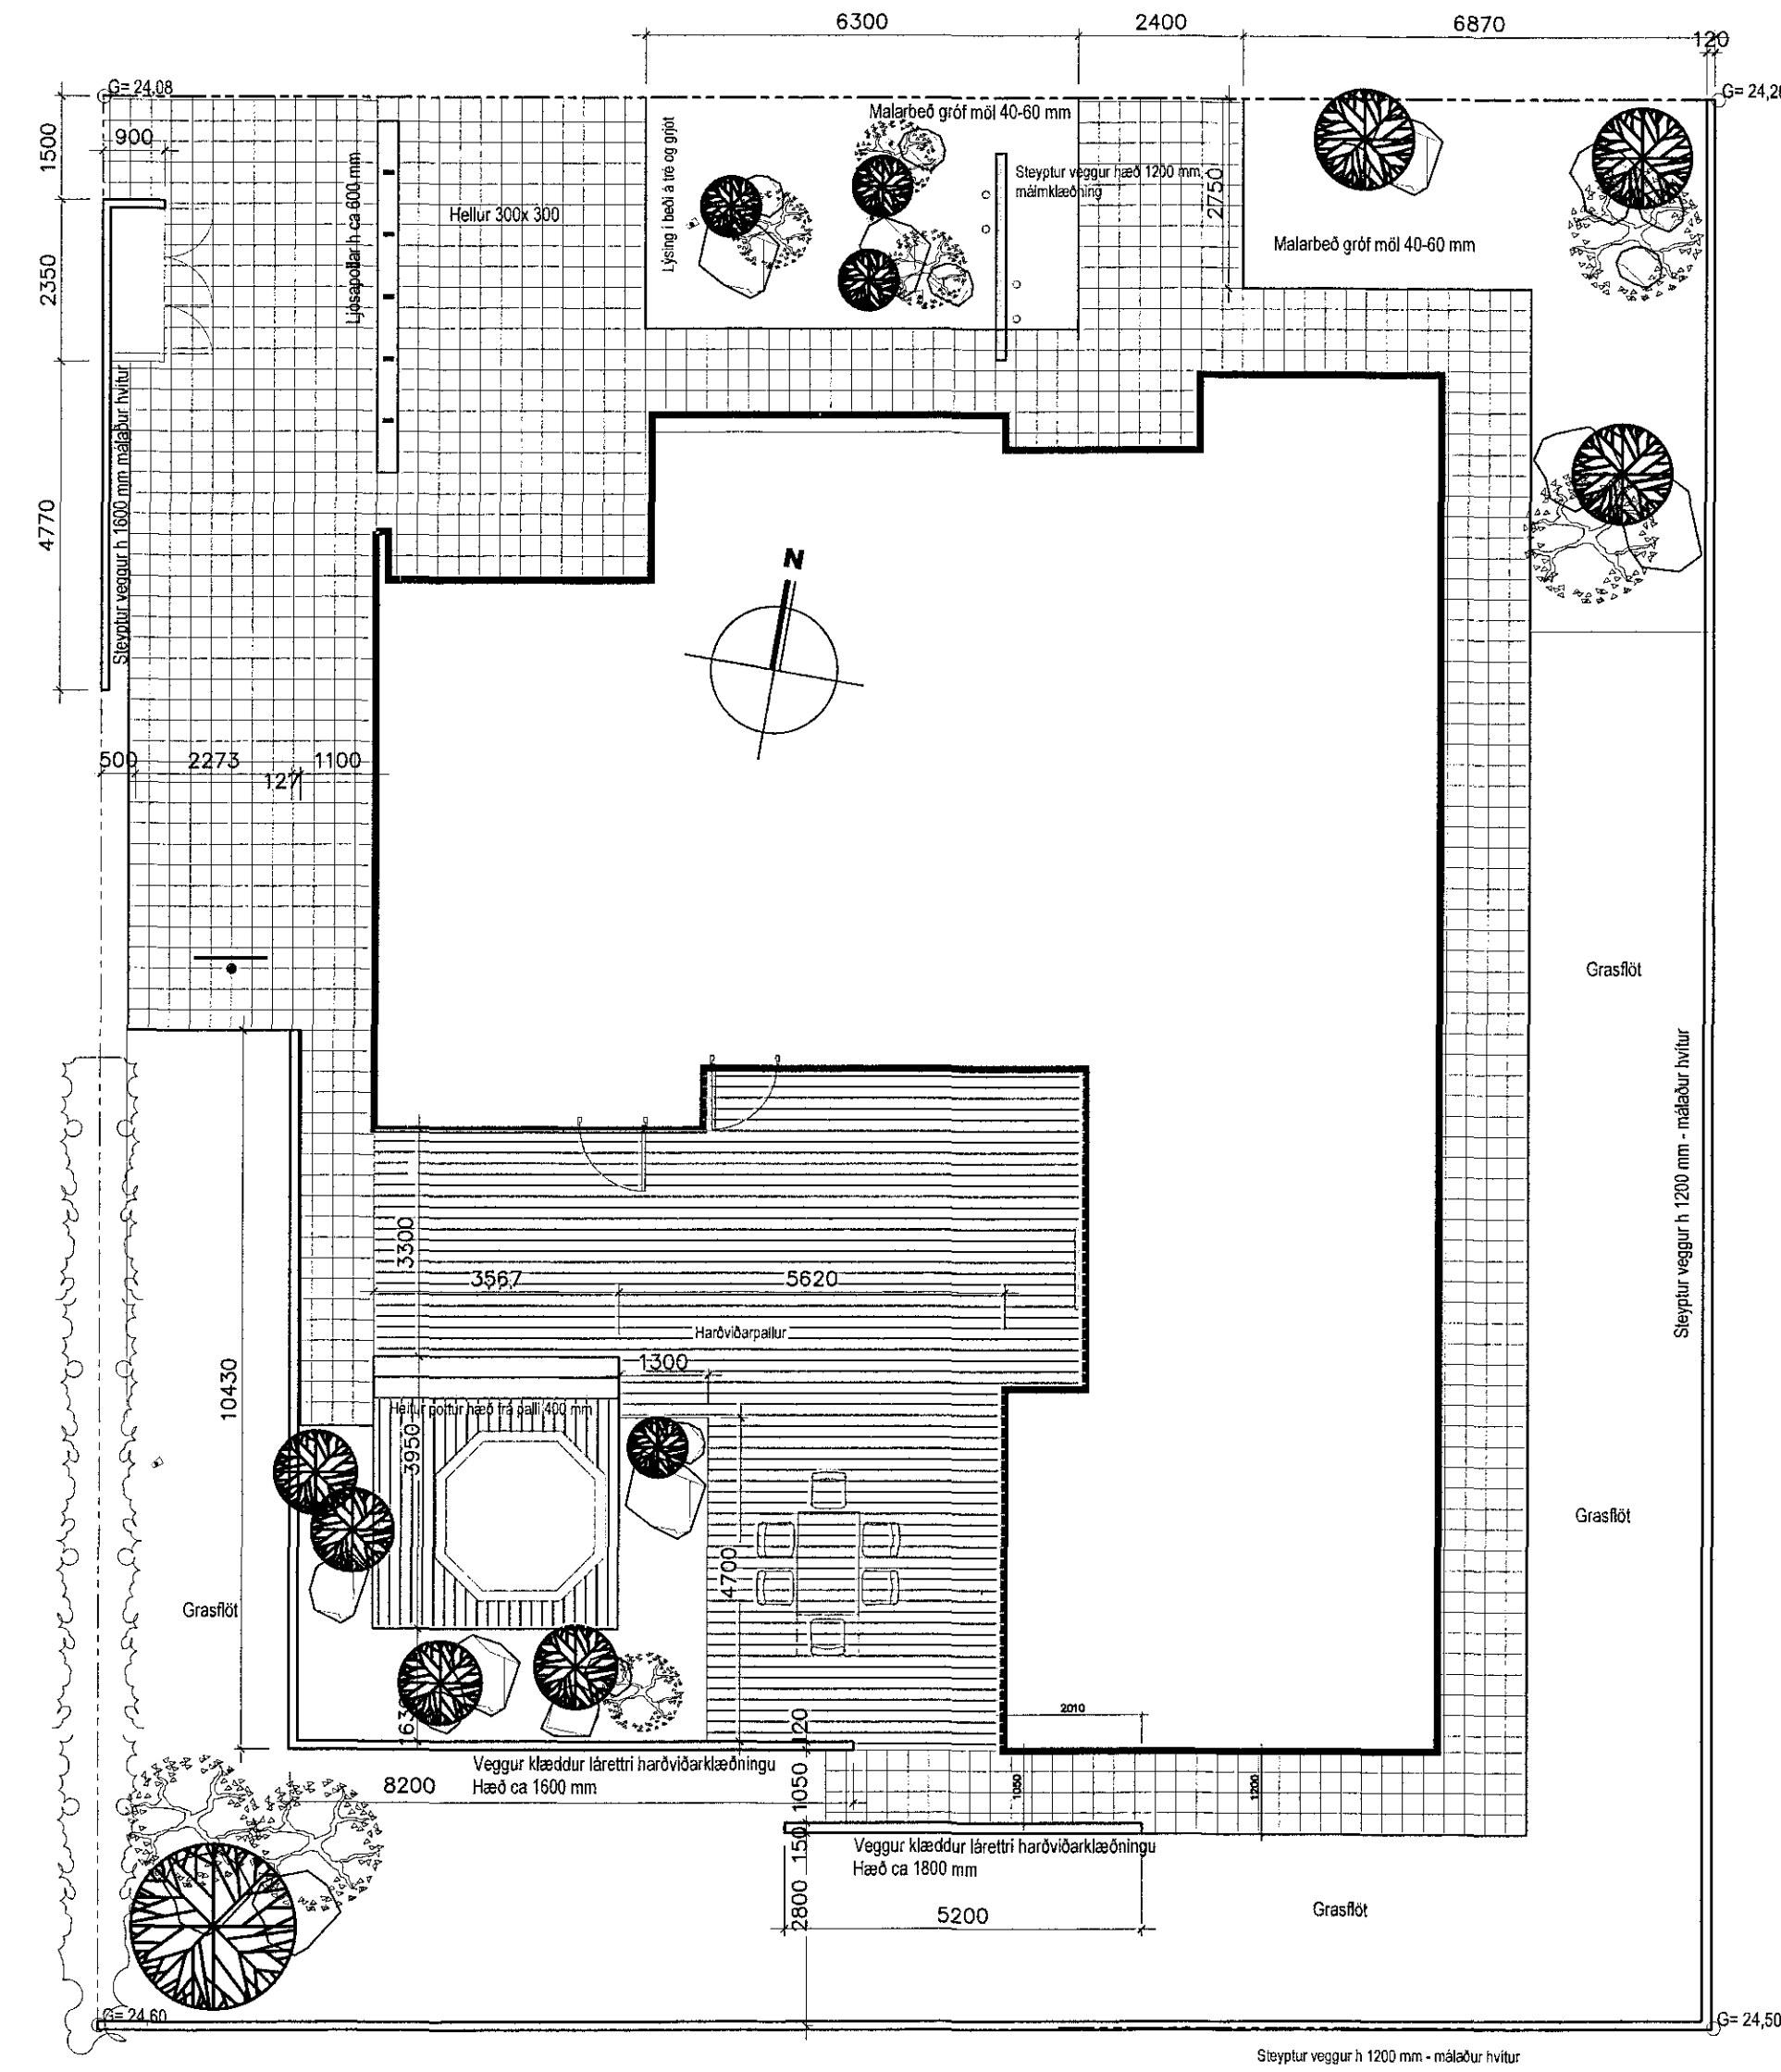 6300
2400
6870
120
G= 24,08
900
1500
2350
4770
Malarbeð gróf möl 40-60 mm
Steyptur veggur hæð 1200 mm
málmklæðning
2750
Malarbeð gróf möl 40-60 mm
Lýsing í beði á tré og grjót
Hellur 300x 300
Ljósapollar h ca 600 mm
Steyptur veggur h 1600 mm málaður hvítur
N
500
2273
127
1100
Grasflöt
Steyptur veggur h 1200 mm - málaður hvítur
3300
3567
5620
Harðviðarpallur
1300
10430
Heitur pottur hæð frá palli 400 mm
3950
4700
Grasflöt
Grasflöt
2010
120
Veggur klæddur lárettri harðviðarklæðningu
Hæð ca 1600 mm
8200
1050
1050
1200
150
Veggur klæddur lárettri harðviðarklæðningu
Hæð ca 1800 mm
2800
5200
Grasflöt
G= 24,60
G= 24,50
Steyptur veggur h 1200 mm - málaður hvítur